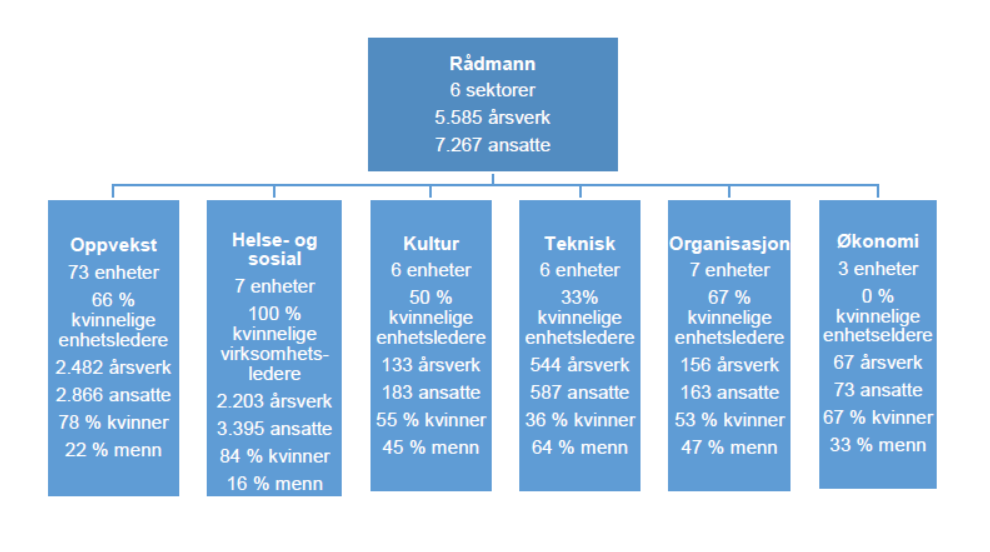 Rådmann
6 sektorer
5.585 årsverk
7.267 ansatte
Oppvekst
73 enheter
66 %
kvinnelige
enhetsledere
2.482 årsverk
2.866 ansatte
78 % kvinner
22 % menn
Helse- og
sosial
7 enheter
100 %
kvinnelige
virksomhets-
ledere
2.203 årsverk
3.395 ansatte
84 % kvinner
16 % menn
Kultur
6 enheter
50 %
kvinnelige
enhetsledere
133 årsverk
183 ansatte
55 % kvinner
45 % menn
Teknisk
6 enheter
33%
kvinnelige
enhetsledere
544 årsverk
587 ansatte
36 % kvinner
64 % menn
Organisasjon
7 enheter
67 %
kvinnelige
enhetsledere
156 årsverk
163 ansatte
53 % kvinner
47 % menn
Økonomi
3 enheter
0 %
kvinnelige
enhetseldere
67 årsverk
73 ansatte
67 % kvinner
33 % menn